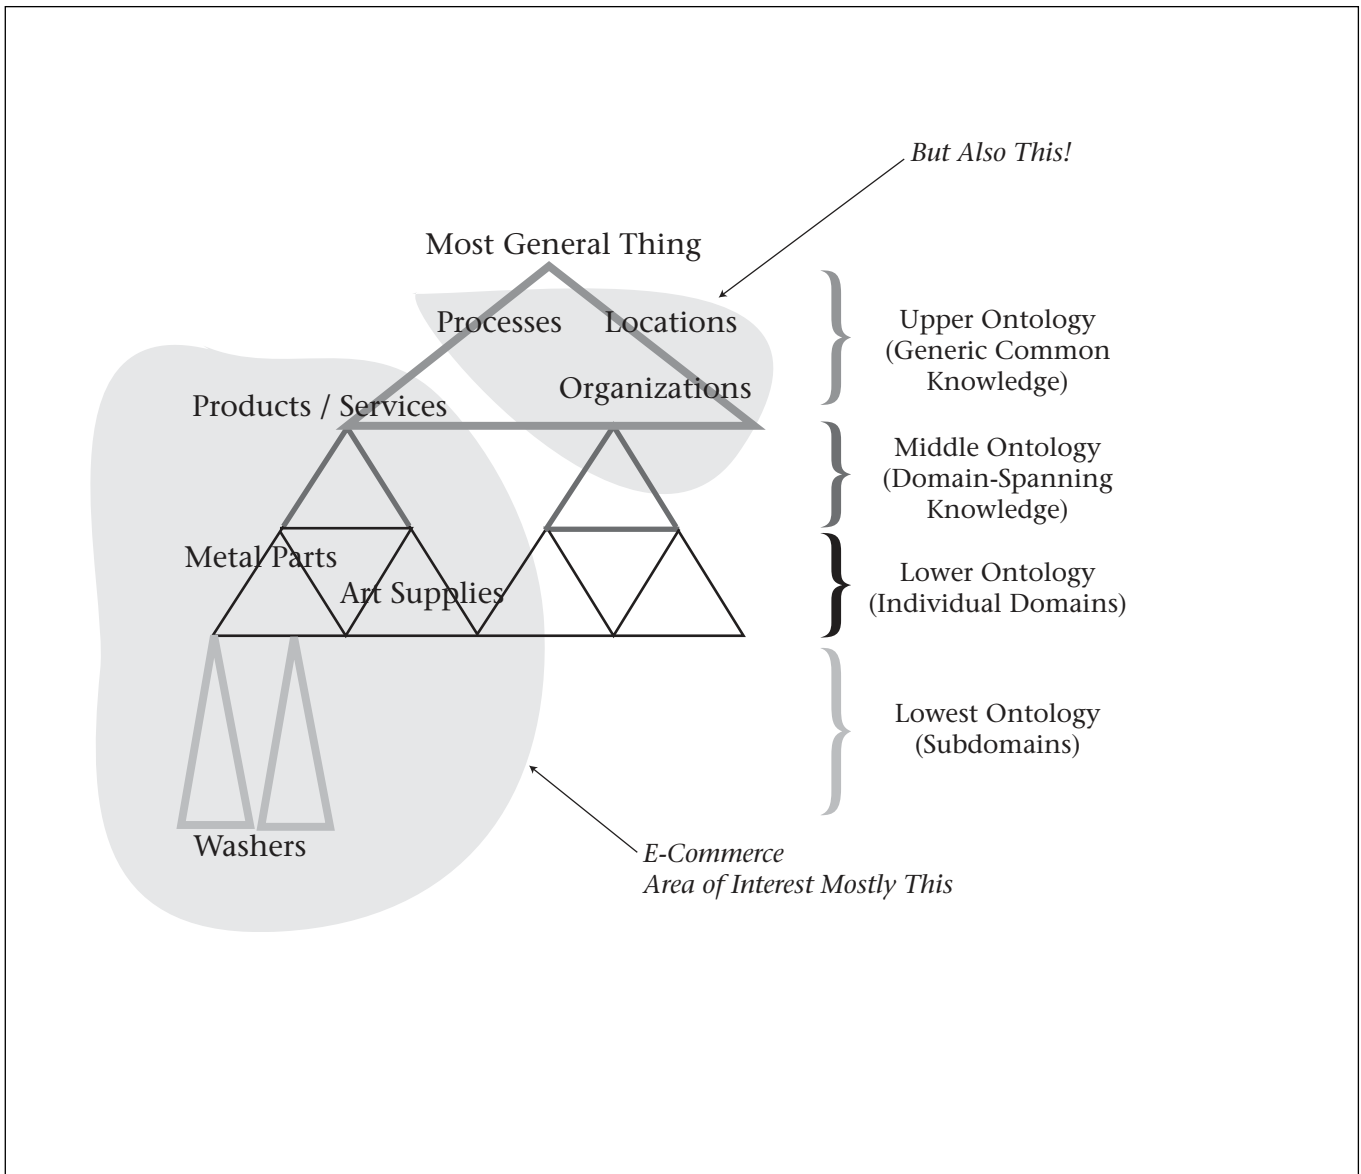 But Also This!
Most General Thing
Processes
Locations
Organizations
Products / Services
Upper Ontology
(Generic Common
Knowledge)
Middle Ontology
(Domain-Spanning
Knowledge)
Metal Parts
Art Supplies
Lower Ontology
(Individual Domains)
Lowest Ontology
(Subdomains)
Washers
E-Commerce
Area of Interest Mostly This